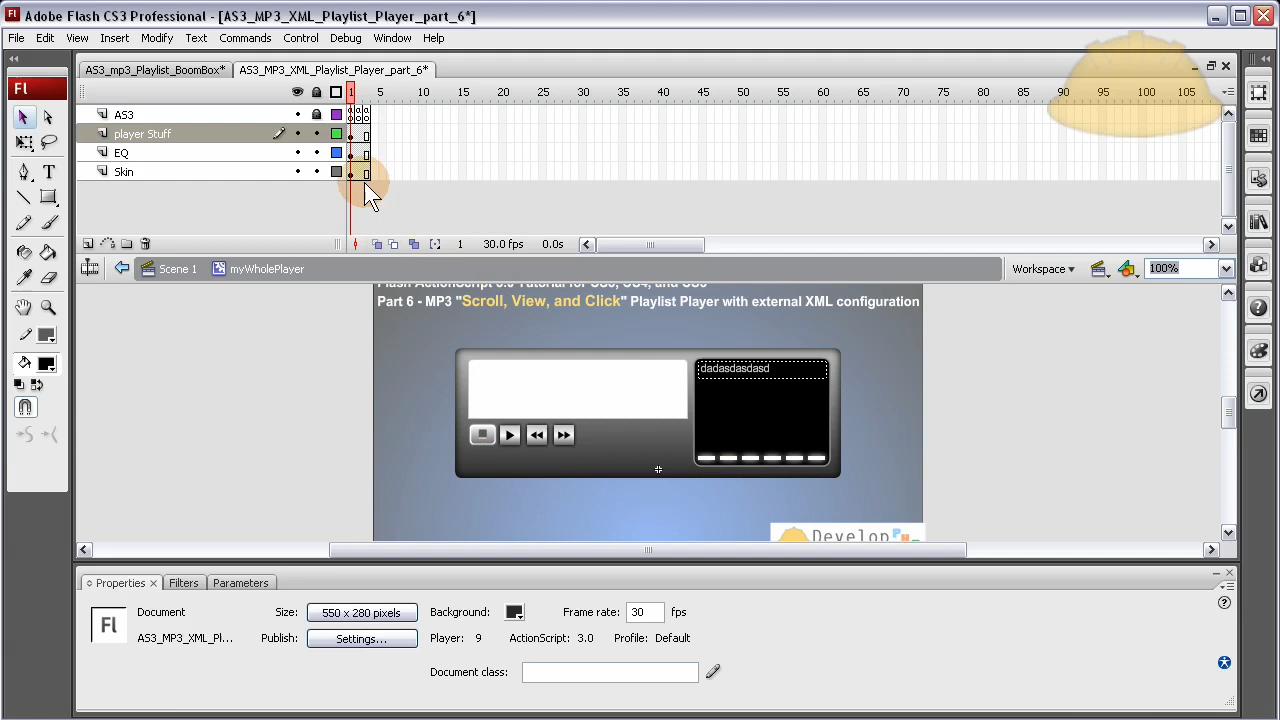 Adobe Flash CS3 Professional - [AS3_MP3_XML_Playlist_Player_part_6*]
File Edit View Insert Modify Text Commands Control Debug Window Help
AS3_mp3_Playlist_BoomBox* AS3_MP3_XML_Playlist_Player_part_6*
Fl
1 5 10 15 20 25 30 35 40 45 50 55 60 65 70 75 80 85 90 95 100 105
AS3
player Stuff
EQ
Skin
1 30.0 fps 0.0s
Scene 1 myWholePlayer Workspace 100%
Part 6 - MP3 "Scroll, View, and Click" Playlist Player with external XML configuration
dadasdasdasd
Develop
Properties Filters Parameters
Fl Document Size: 550 x 280 pixels Background: Frame rate: 30 fps
AS3_MP3_XML_Pl... Publish: Settings... Player: 9 ActionScript: 3.0 Profile: Default
Document class: